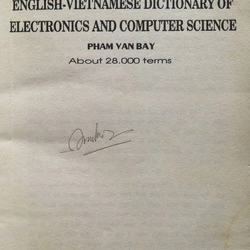 ENGLISH-VIETNAMESE DICTIONARY OF
ELECTRONICS AND COMPUTER SCIENCE
PHAM VAN BAY
About 28.000 terms